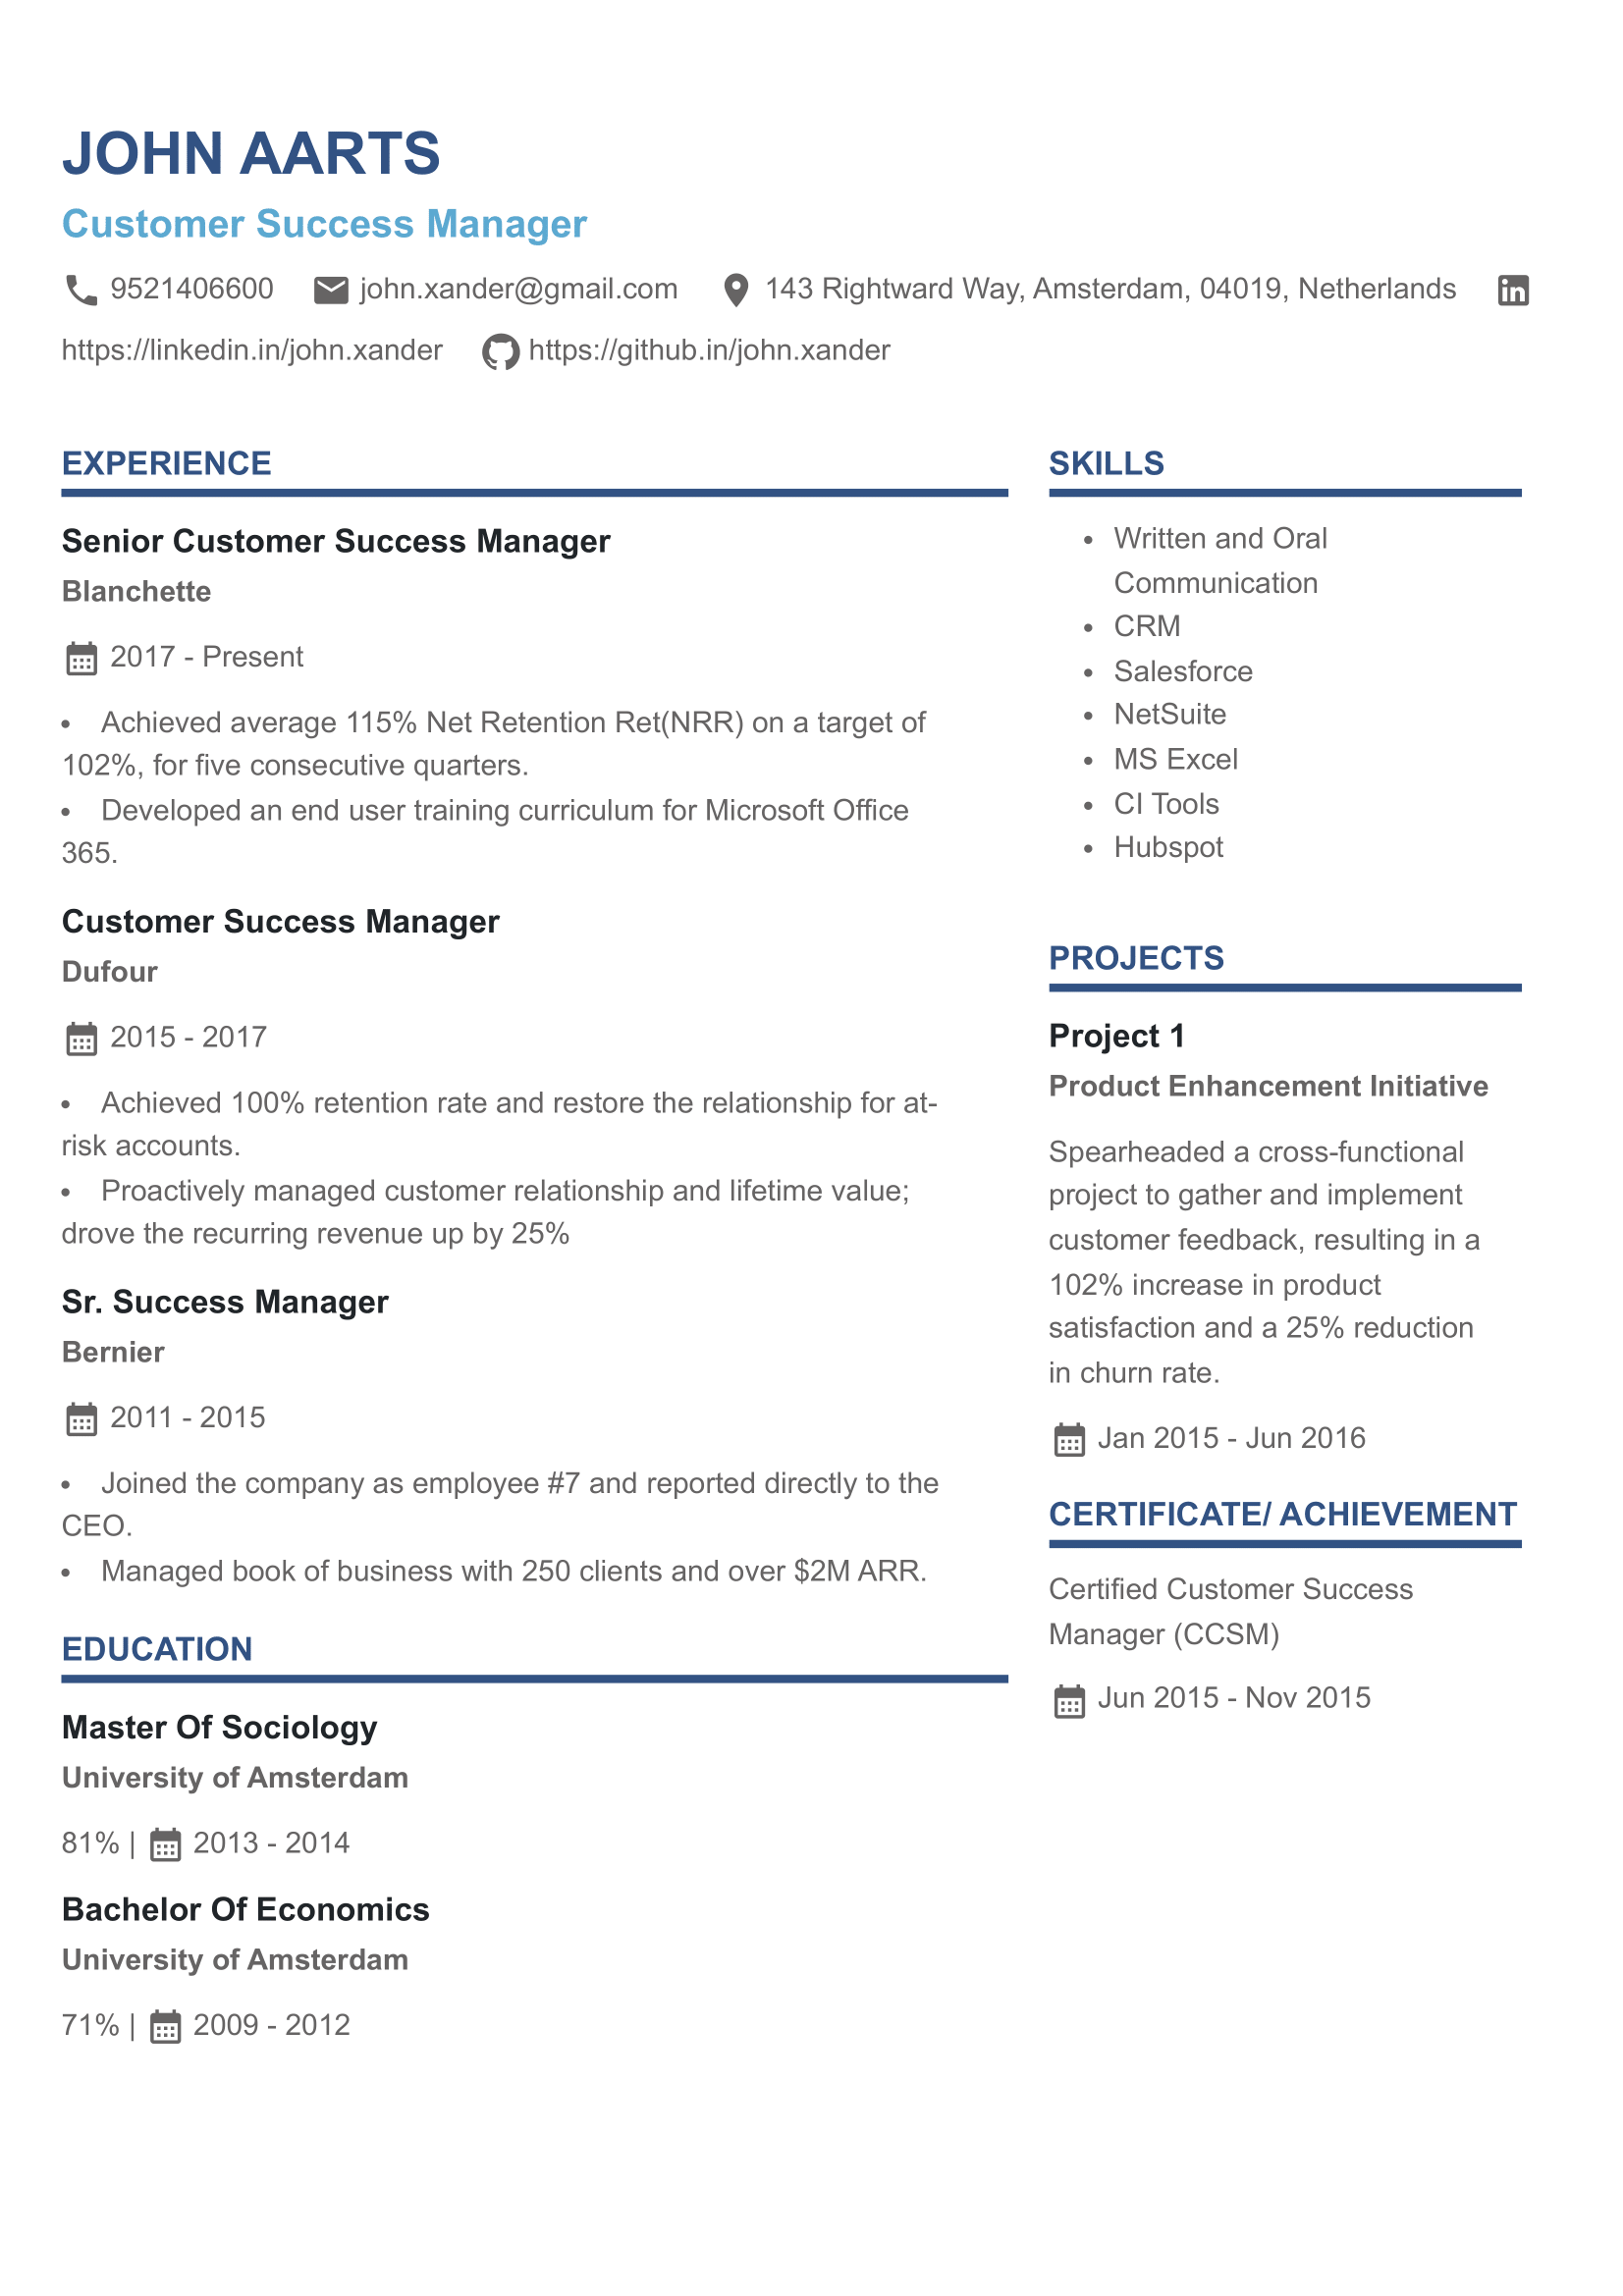 JOHN AARTS
Customer Success Manager
9521406600 john.xander@gmail.com 143 Rightward Way, Amsterdam, 04019, Netherlands
https://linkedin.in/john.xander https://github.in/john.xander
EXPERIENCE
Senior Customer Success Manager
Blanchette
2017 - Present
• Achieved average 115% Net Retention Ret(NRR) on a target of
102%, for five consecutive quarters.
• Developed an end user training curriculum for Microsoft Office
365.
Customer Success Manager
Dufour
2015 - 2017
• Achieved 100% retention rate and restore the relationship for at-
risk accounts.
• Proactively managed customer relationship and lifetime value;
drove the recurring revenue up by 25%
Sr. Success Manager
Bernier
2011 - 2015
• Joined the company as employee #7 and reported directly to the
CEO.
• Managed book of business with 250 clients and over $2M ARR.
EDUCATION
Master Of Sociology
University of Amsterdam
81% | 2013 - 2014
Bachelor Of Economics
University of Amsterdam
71% | 2009 - 2012
SKILLS
• Written and Oral
Communication
• CRM
• Salesforce
• NetSuite
• MS Excel
• CI Tools
• Hubspot
PROJECTS
Project 1
Product Enhancement Initiative
Spearheaded a cross-functional
project to gather and implement
customer feedback, resulting in a
102% increase in product
satisfaction and a 25% reduction
in churn rate.
Jan 2015 - Jun 2016
CERTIFICATE/ ACHIEVEMENT
Certified Customer Success
Manager (CCSM)
Jun 2015 - Nov 2015